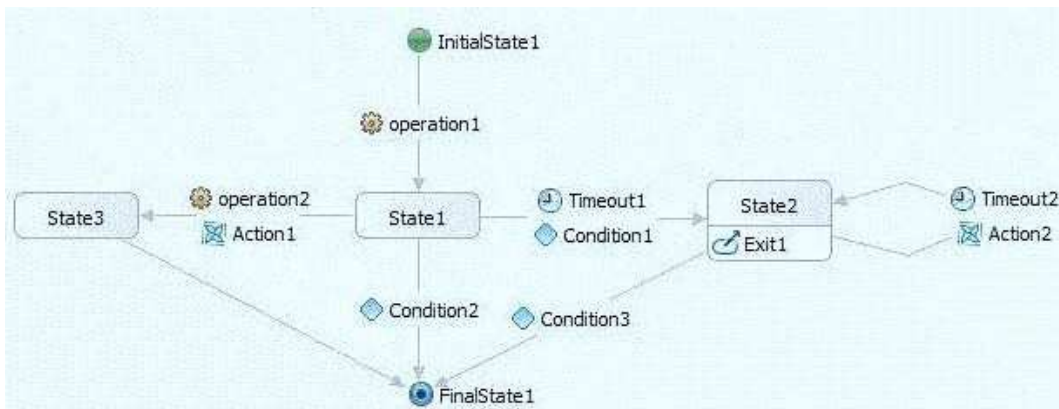 InitialState1
operation1
operation2
Action1
State3
State1
Timeout1
Condition1
State2
Exit1
Timeout2
Action2
Condition2
Condition3
FinalState1